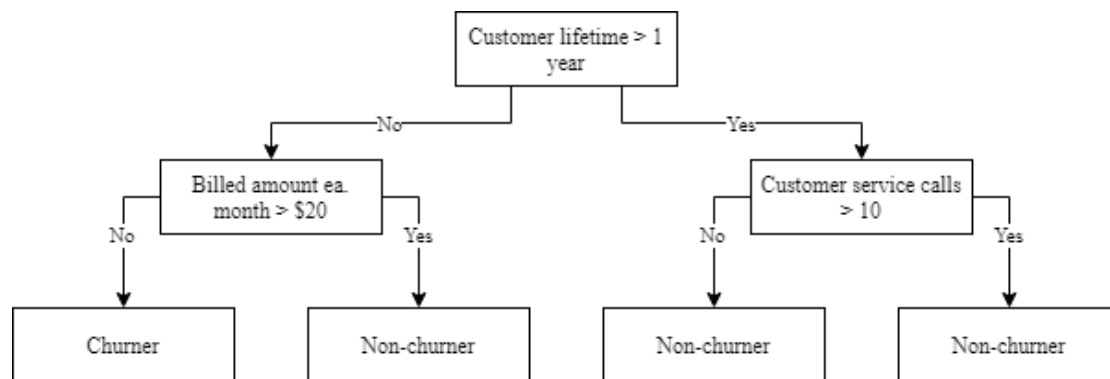 Customer lifetime > 1
year
No
Yes
Billed amount ea.
month > $20
Customer service calls
> 10
No
Yes
No
Yes
Churner
Non-churner
Non-churner
Non-churner